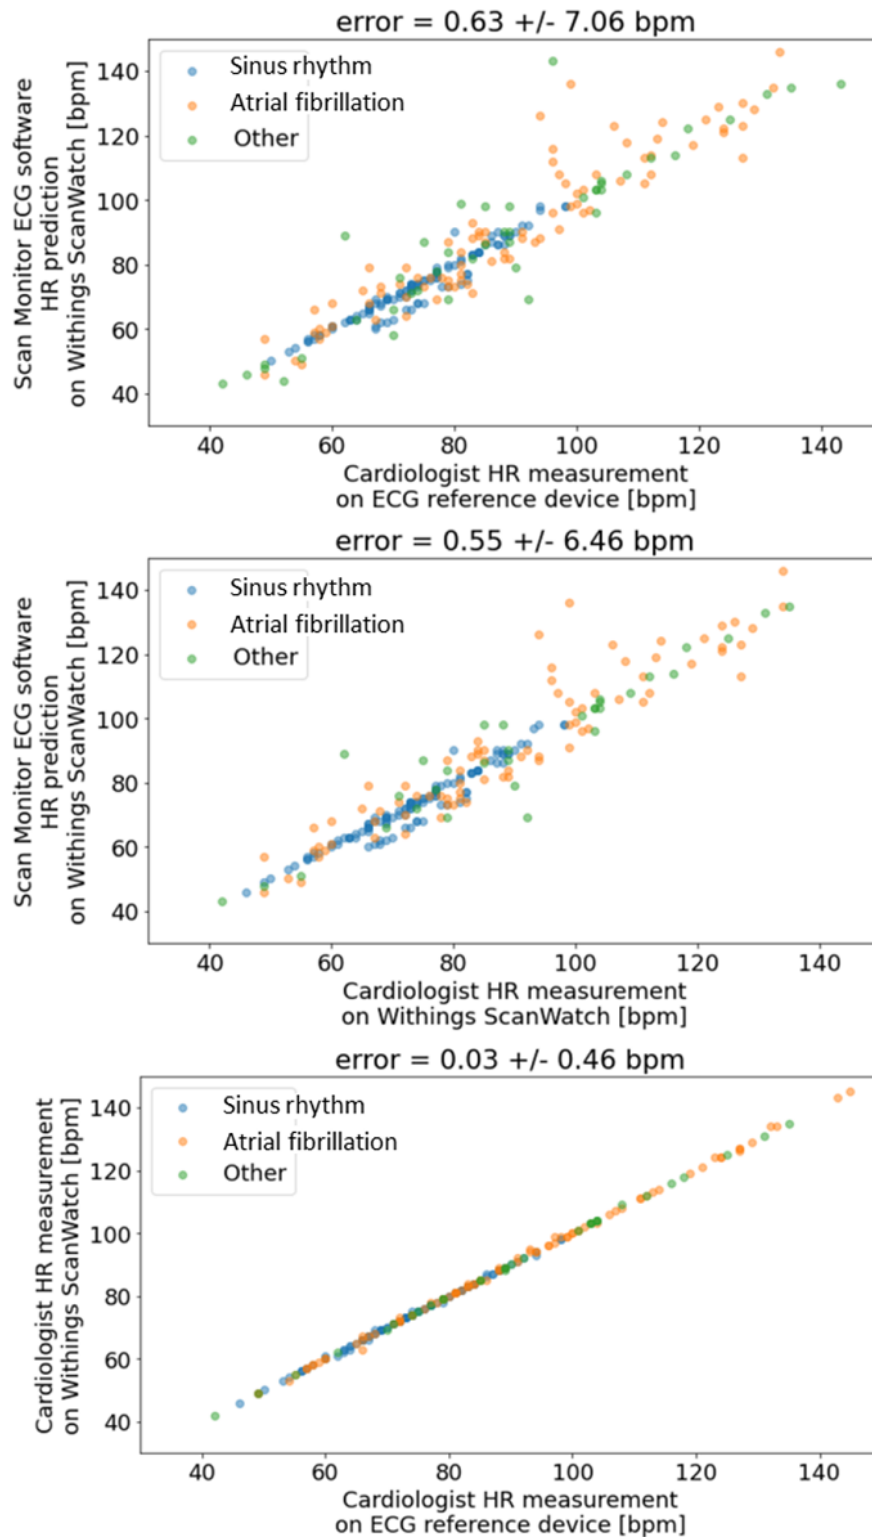 error = 0.63 +/- 7.06 bpm
Scan Monitor ECG software
HR prediction
on Withings ScanWatch [bpm]
Sinus rhythm
Atrial fibrillation
Other
140
120
100
80
60
40
40 60 80 100 120 140
Cardiologist HR measurement
on ECG reference device [bpm]
error = 0.55 +/- 6.46 bpm
Scan Monitor ECG software
HR prediction
on Withings ScanWatch [bpm]
Sinus rhythm
Atrial fibrillation
Other
140
120
100
80
60
40
40 60 80 100 120 140
Cardiologist HR measurement
on Withings ScanWatch [bpm]
error = 0.03 +/- 0.46 bpm
Cardiologist HR measurement
on Withings ScanWatch [bpm]
Sinus rhythm
Atrial fibrillation
Other
140
120
100
80
60
40
40 60 80 100 120 140
Cardiologist HR measurement
on ECG reference device [bpm]